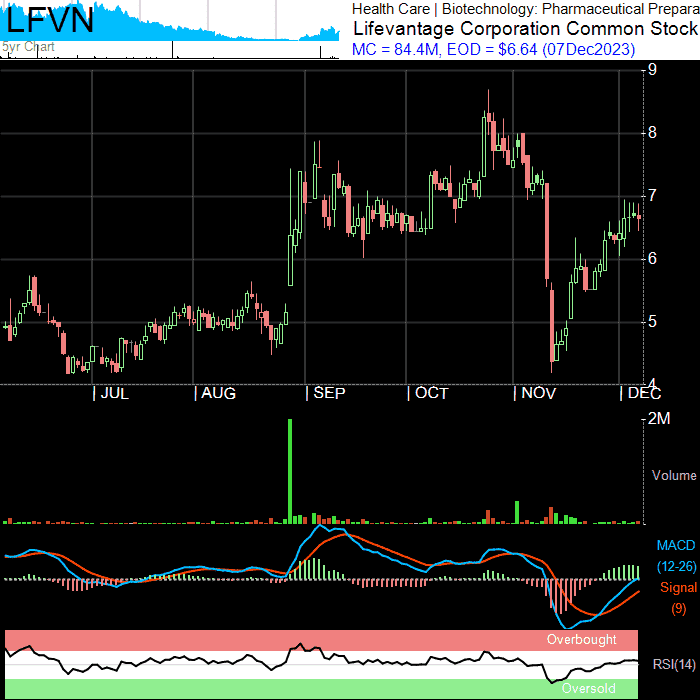 LFVN
5yr Chart
Health Care | Biotechnology: Pharmaceutical Prepara
Lifevantage Corporation Common Stock
MC = 84.4M, EOD = $6.64 (07Dec2023)
9
8
7
6
5
4
| JUL | AUG | SEP | OCT | NOV | DEC
2M
Volume
MACD
(12-26)
Signal
(9)
Overbought
RSI(14)
Oversold